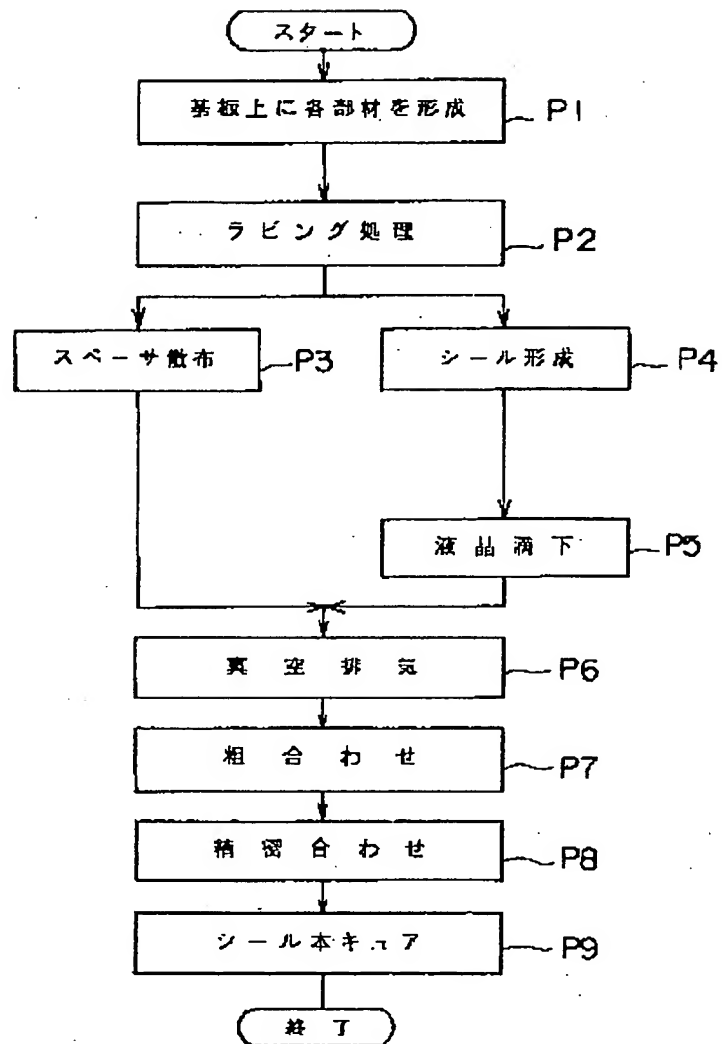 スタート
基板上に各部材を形成
P1
ラビング処理
P2
スペーサ散布
P3
シール形成
P4
液晶滴下
P5
真空排気
P6
粗合わせ
P7
精密合わせ
P8
シール本キュア
P9
終了